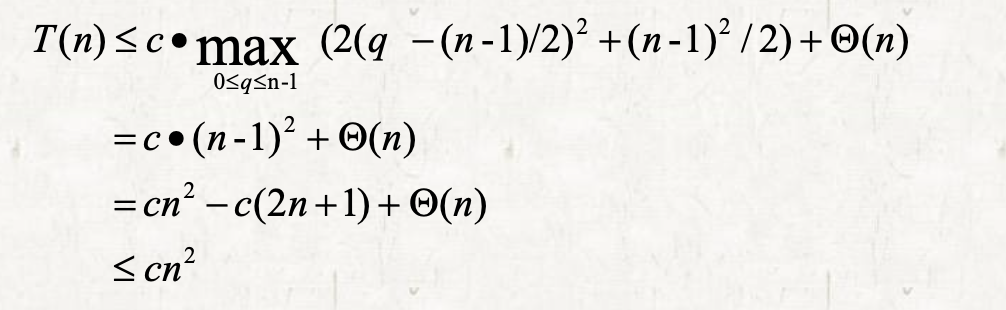 T(n) ≤ c • max (2(q - (n-1)/2)² + (n-1)² / 2) + Θ(n)
0≤q≤n-1
= c • (n-1)² + Θ(n)
= cn² - c(2n+1) + Θ(n)
≤ cn²